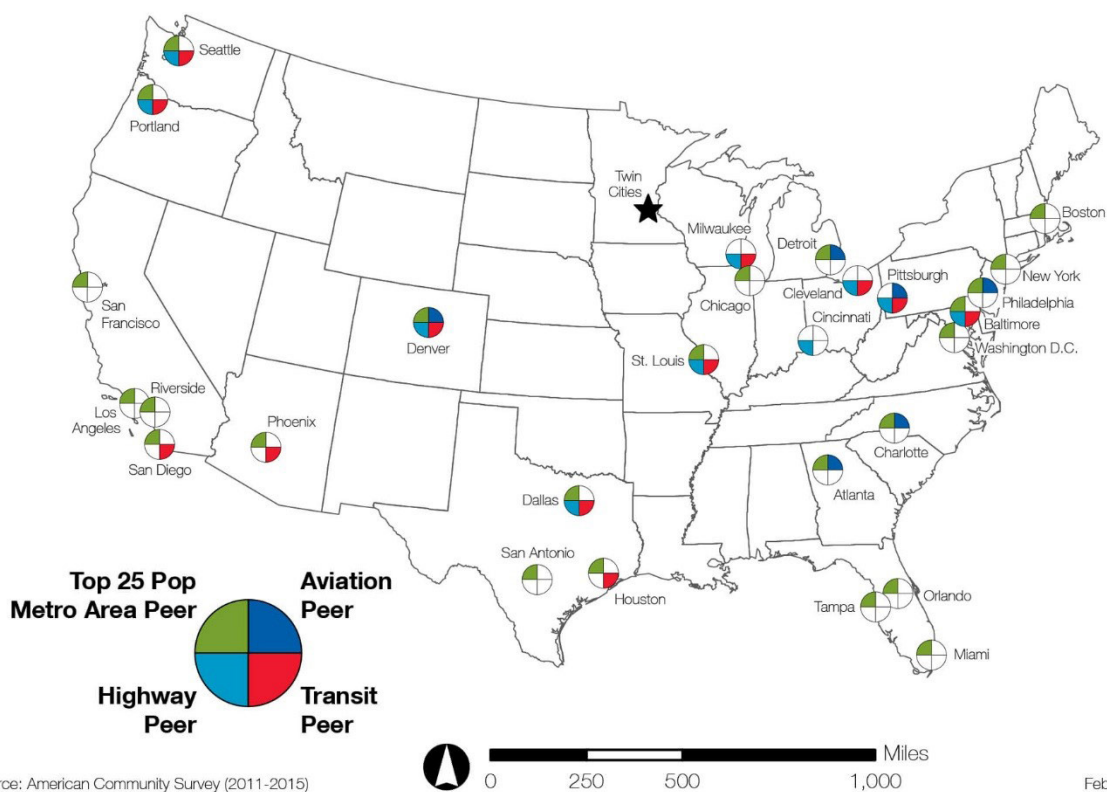 Seattle
Portland
Twin
Cities
Boston
Milwaukee
Detroit
Pittsburgh
New York
Chicago
Cleveland
Philadelphia
San
Francisco
Cincinnati
Baltimore
Denver
Washington D.C.
St. Louis
Riverside
Los
Angeles
Phoenix
San Diego
Charlotte
Atlanta
Dallas
San Antonio
Houston
Orlando
Tampa
Miami
Top 25 Pop
Metro Area Peer
Aviation
Peer
Highway
Peer
Transit
Peer
Miles
0 250 500 1,000
rce: American Community Survey (2011-2015)
Feb